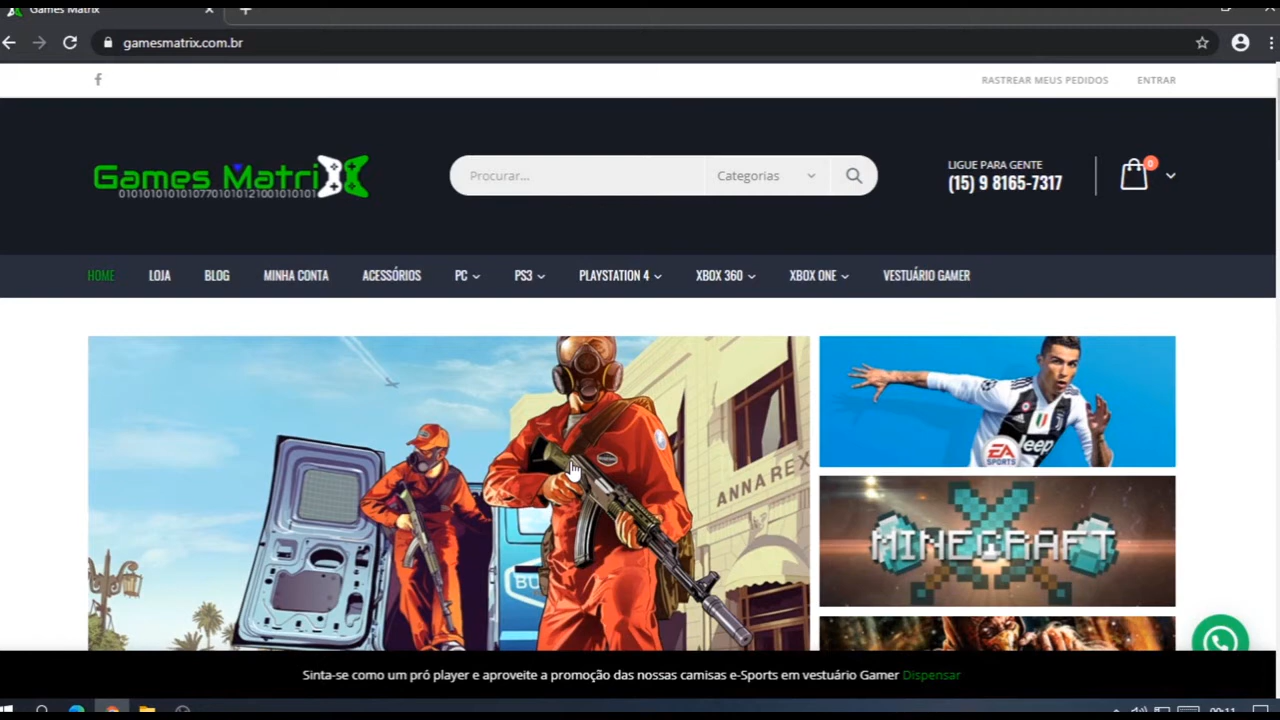 Games Matrix
gamesmatrix.com.br
RASTREAR MEUS PEDIDOS ENTRAR
Games MatriX
Procurar... Categorias
LIGUE PARA GENTE
(15) 9 8165-7317
0
HOME LOJA BLOG MINHA CONTA ACESSÓRIOS PC PS3 PLAYSTATION 4 XBOX 360 XBOX ONE VESTUÁRIO GAMER
ANNA REX
Jeep
EA
SPORTS
MINECRAFT
Sinta-se como um pró player e aproveite a promoção das nossas camisas e-Sports em vestuário Gamer Dispensar
00:11